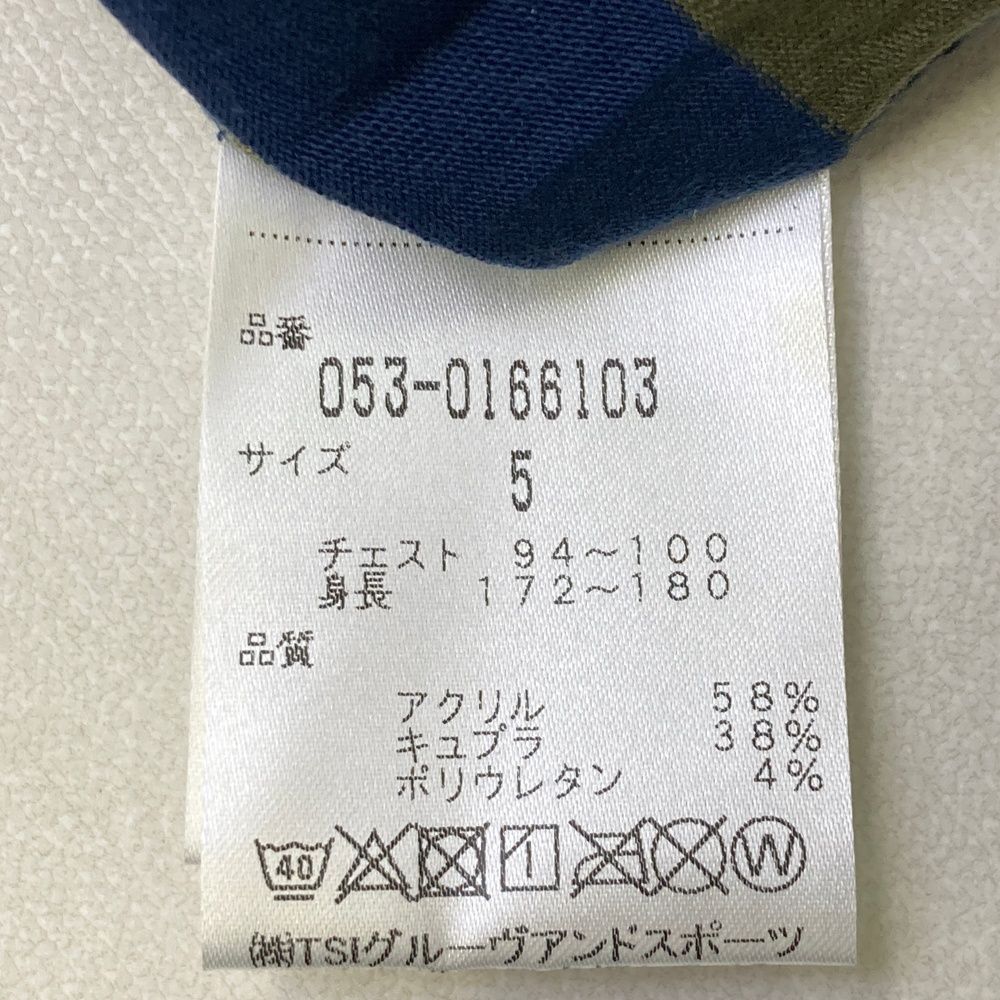 品番
053-0166103
サイズ 5
チェスト 94～100
身長 172～180
品質
アクリル 58%
キュプラ 38%
ポリウレタン 4%
40 1 W
㈱TSIグルーヴアンドスポーツ